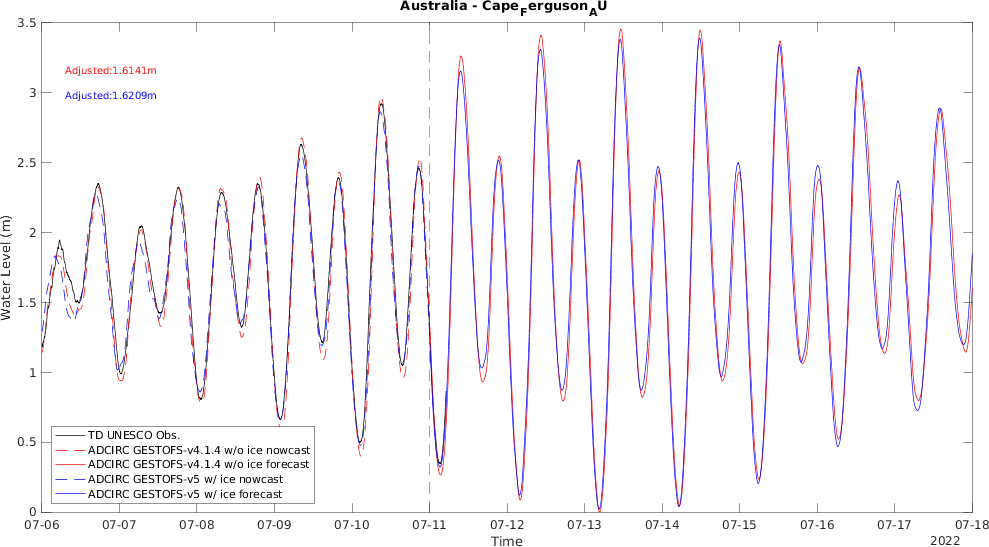 Australia - Cape_Ferguson_AU
3.5
3
2.5
2
1.5
1
0.5
0
Water Level (m)
Adjusted:1.6141m
Adjusted:1.6209m
TD UNESCO Obs.
ADCIRC GESTOFS-v4.1.4 w/o ice nowcast
ADCIRC GESTOFS-v4.1.4 w/o ice forecast
ADCIRC GESTOFS-v5 w/ ice nowcast
ADCIRC GESTOFS-v5 w/ ice forecast
07-06 07-07 07-08 07-09 07-10 07-11 07-12 07-13 07-14 07-15 07-16 07-17 07-18
Time
2022